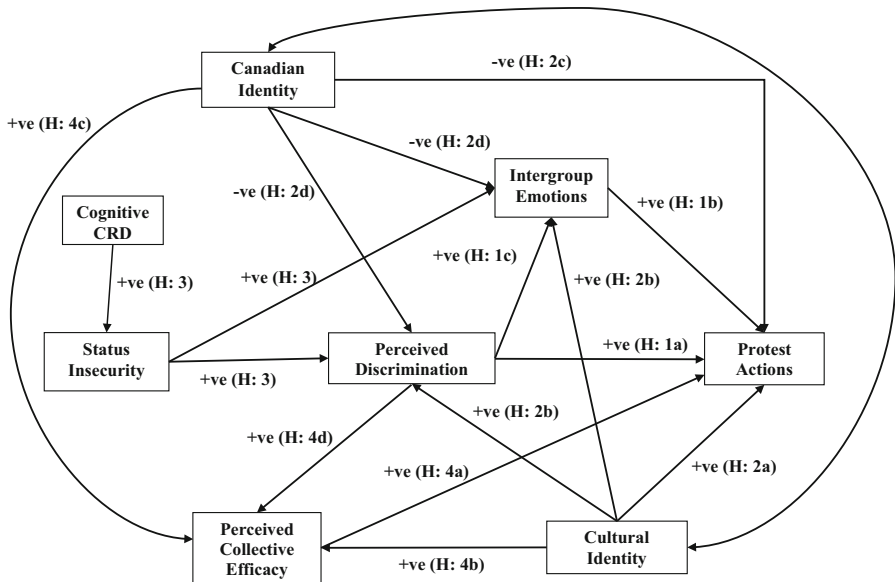 Canadian
Identity
-ve (H: 2c)
+ve (H: 4c)
-ve (H: 2d)
Intergroup
Emotions
-ve (H: 2d)
+ve (H: 1b)
Cognitive
CRD
+ve (H: 1c)
+ve (H: 3)
+ve (H: 2b)
+ve (H: 3)
Status
Insecurity
Perceived
Discrimination
+ve (H: 1a)
Protest
Actions
+ve (H: 3)
+ve (H: 2b)
+ve (H: 4d)
+ve (H: 4a)
+ve (H: 2a)
Perceived
Collective
Efficacy
Cultural
Identity
+ve (H: 4b)